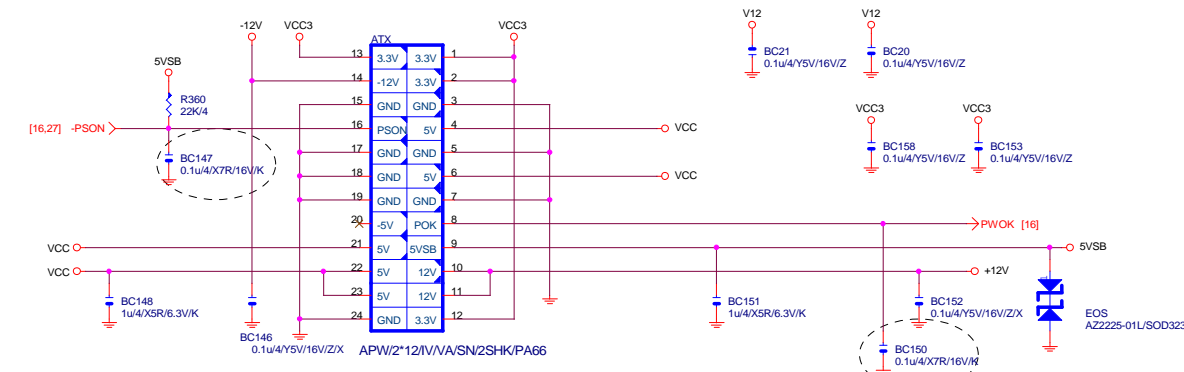 -12V
VCC3
VCC3
V12
V12
ATX
BC21
0.1u/4/Y5V/16V/Z
BC20
0.1u/4/Y5V/16V/Z
5VSB
R360
22K/4
[16,27] -PSON
BC147
0.1u/4/X7R/16V/K
13 3.3V 3.3V 1
14 -12V 3.3V 2
15 GND GND 3
16 PSON 5V 4
17 GND GND 5
18 GND 5V 6
19 GND GND 7
20 -5V POK 8
21 5V 5VSB 9
22 5V 12V 10
23 5V 12V 11
24 GND 3.3V 12
VCC
VCC
VCC3
VCC3
BC158
0.1u/4/Y5V/16V/Z
BC153
0.1u/4/Y5V/16V/Z
PWOK [16]
VCC
VCC
5VSB
+12V
BC148
1u/4/X5R/6.3V/K
BC146
0.1u/4/Y5V/16V/Z/X
APW/2*12/IV/VA/SN/2SHK/PA66
BC151
1u/4/X5R/6.3V/K
BC152
0.1u/4/Y5V/16V/Z/X
EOS
AZ2225-01L/SOD323
BC150
0.1u/4/X7R/16V/K